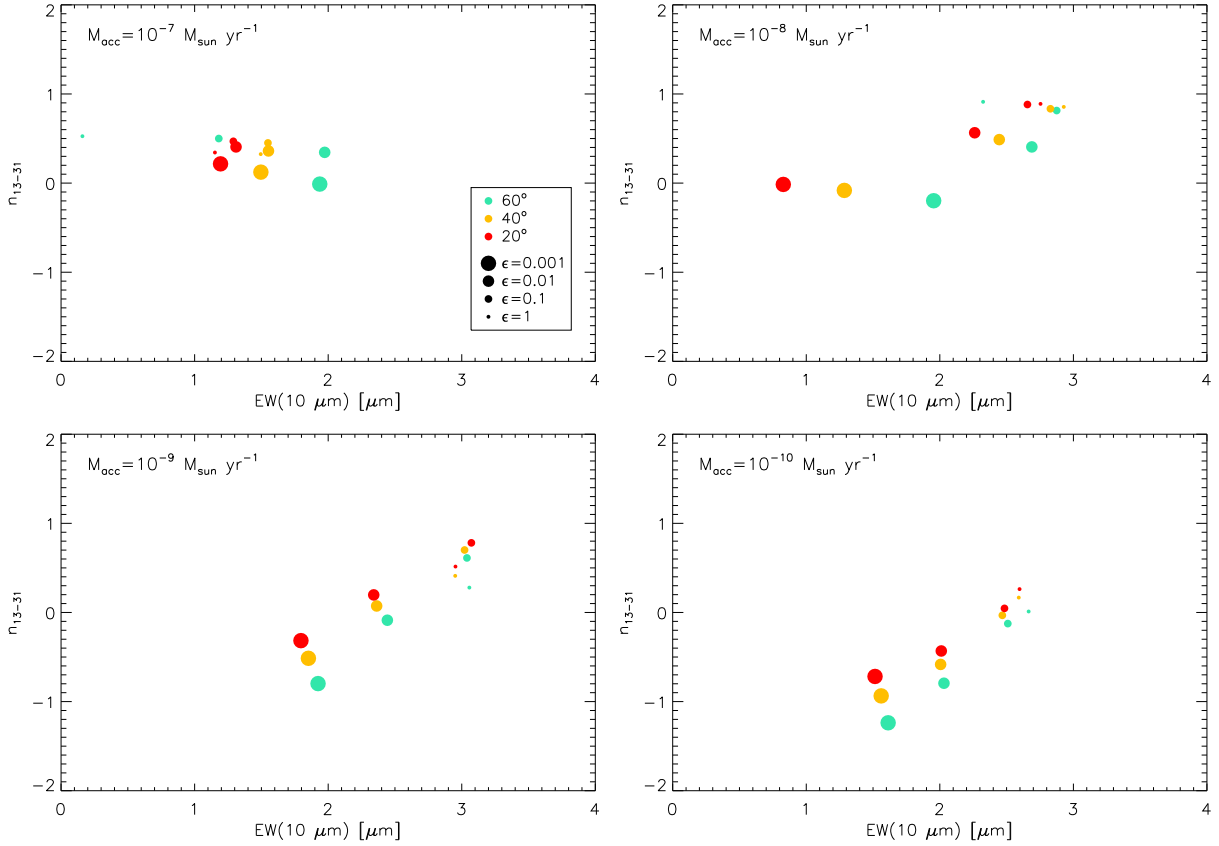 M_acc=10^-7 M_sun yr^-1
M_acc=10^-8 M_sun yr^-1
2
1
0
−1
−2
n_13−31
0 1 2 3 4
EW(10 μm) [μm]
60°
40°
20°
ϵ=0.001
ϵ=0.01
ϵ=0.1
ϵ=1
2
1
0
−1
−2
n_13−31
0 1 2 3 4
EW(10 μm) [μm]
M_acc=10^-9 M_sun yr^-1
M_acc=10^-10 M_sun yr^-1
2
1
0
−1
−2
n_13−31
0 1 2 3 4
EW(10 μm) [μm]
2
1
0
−1
−2
n_13−31
0 1 2 3 4
EW(10 μm) [μm]